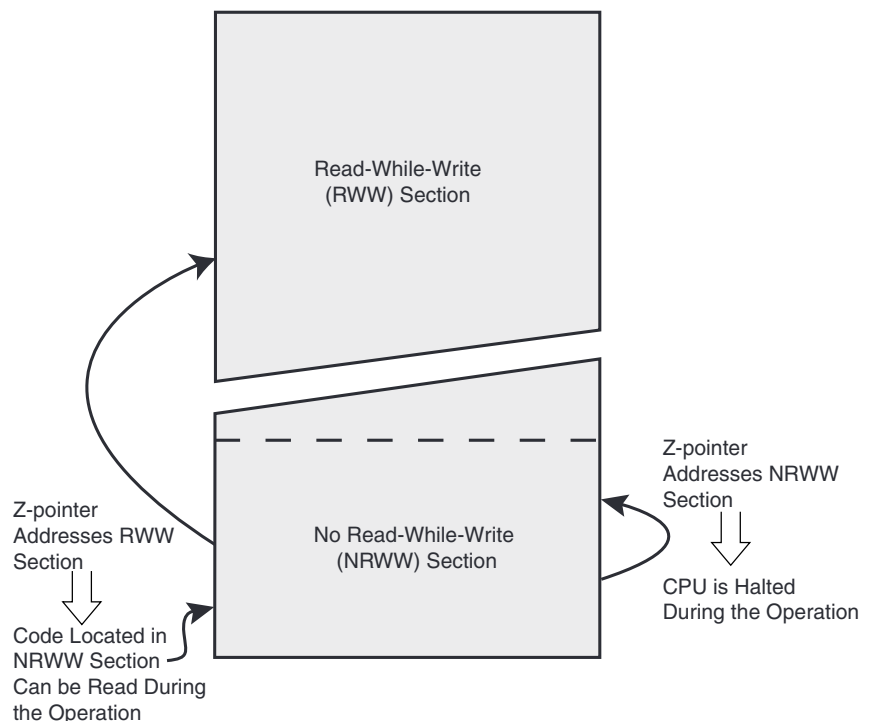 Read-While-Write
(RWW) Section
Z-pointer
Addresses NRWW
Section
Z-pointer
Addresses RWW
Section
No Read-While-Write
(NRWW) Section
CPU is Halted
During the Operation
Code Located in
NRWW Section
Can be Read During
the Operation